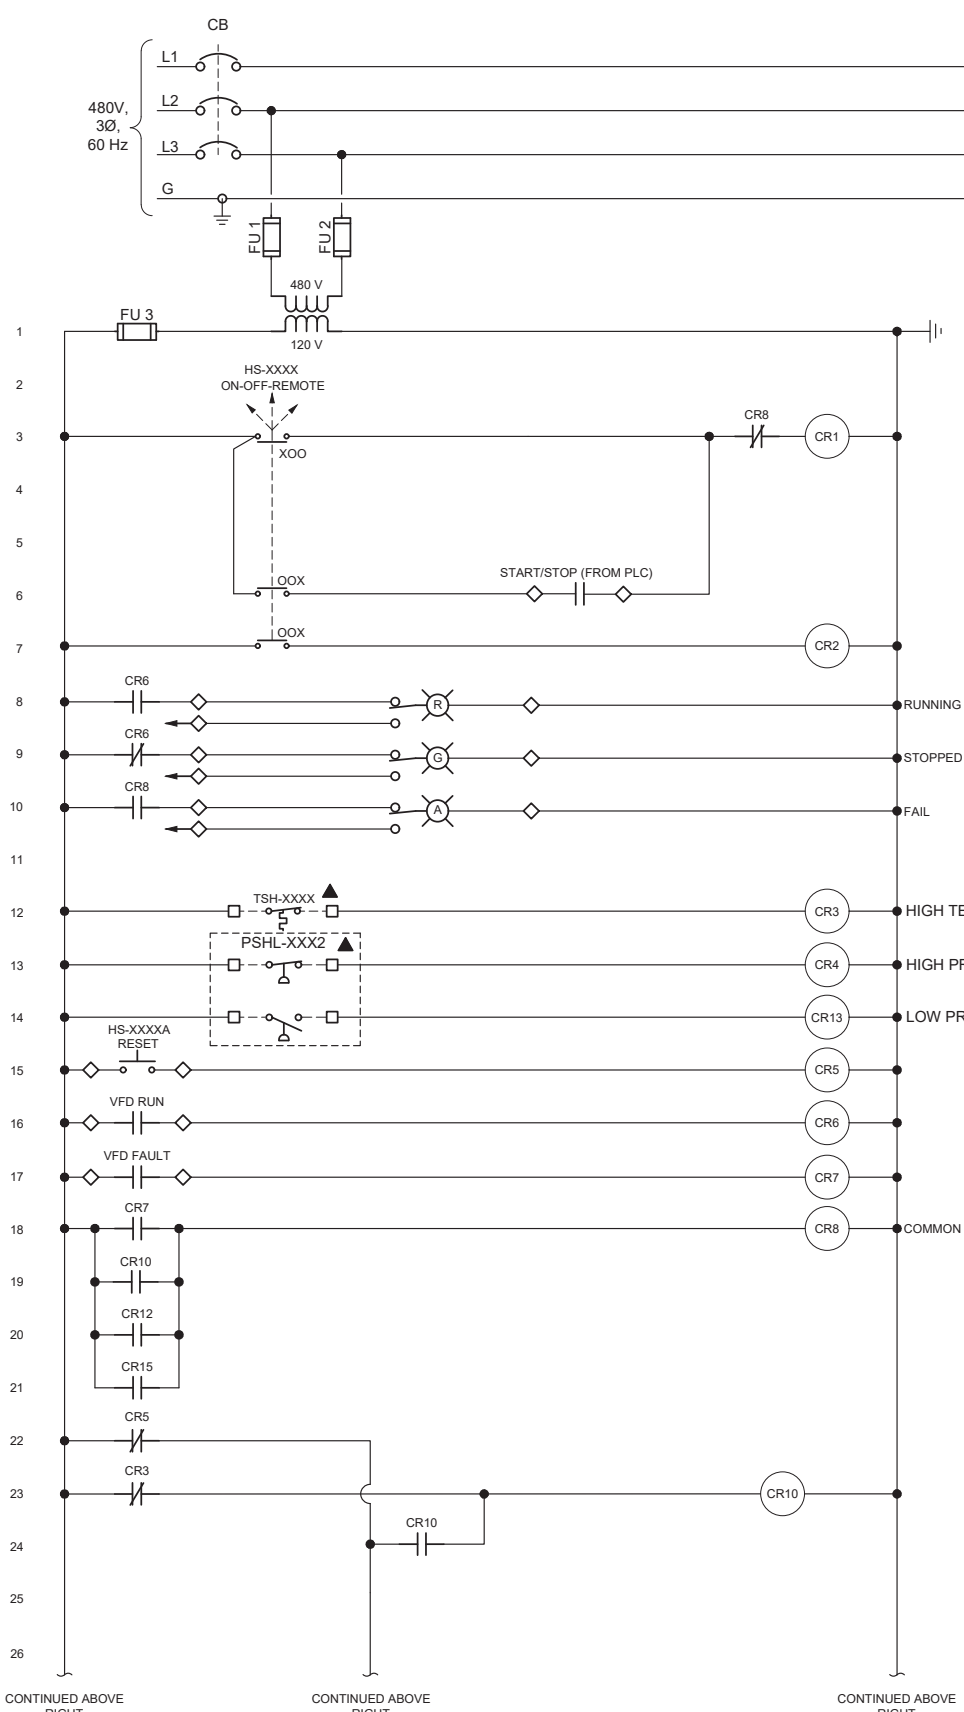 CB
L1
480V,
3Ø,
60 Hz
L2
L3
G
FU 1
FU 2
480 V
FU 3
1
120 V
HS-XXXX
2
ON-OFF-REMOTE
CR8
3
CR1
XOO
4
5
OOX
START/STOP (FROM PLC)
6
OOX
7
CR2
CR6
8
R
RUNNING
CR6
9
G
STOPPED
CR8
10
A
FAIL
11
TSH-XXXX
12
CR3
HIGH TE
PSHL-XXX2
13
CR4
HIGH PR
14
CR13
LOW PR
HS-XXXXA
RESET
15
CR5
VFD RUN
16
CR6
VFD FAULT
17
CR7
CR7
18
CR8
COMMON
CR10
19
CR12
20
CR15
21
CR5
22
CR3
23
CR10
CR10
24
25
26
CONTINUED ABOVE
RIGHT
CONTINUED ABOVE
RIGHT
CONTINUED ABOVE
RIGHT